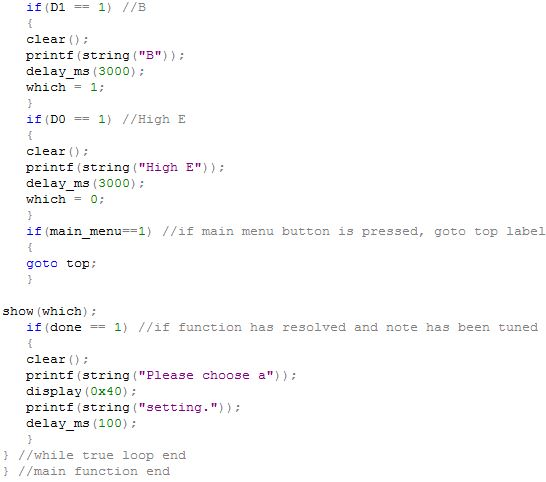 if(D1 == 1) //B
{
clear();
printf(string("B"));
delay_ms(3000);
which = 1;
}
if(D0 == 1) //High E
{
clear();
printf(string("High E"));
delay_ms(3000);
which = 0;
}
if(main_menu==1) //if main menu button is pressed, goto top label
{
goto top;
}
show(which);
if(done == 1) //if function has resolved and note has been tuned
{
clear();
printf(string("Please choose a"));
display(0x40);
printf(string("setting."));
delay_ms(100);
}
} //while true loop end
} //main function end